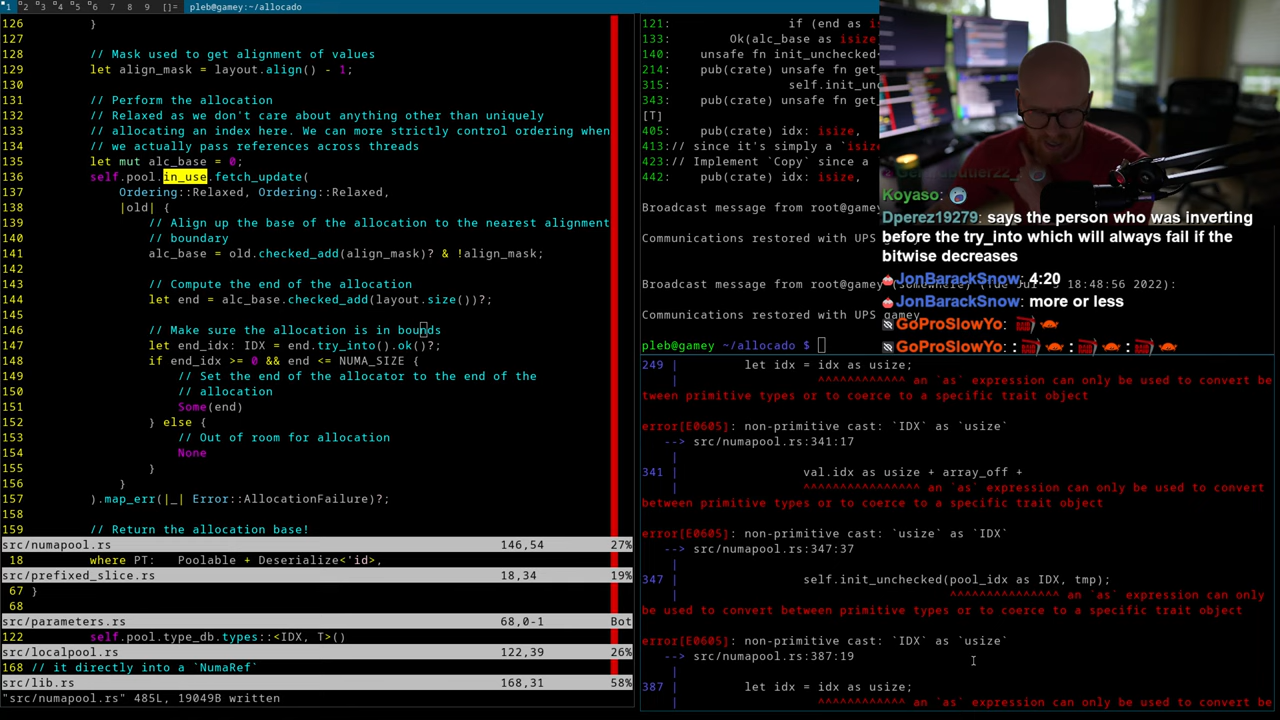 1 2 3 4 5 6 7 8 9 []= pleb@gamey:~/allocado
126         }
127
128         // Mask used to get alignment of values
129         let align_mask = layout.align() - 1;
130
131         // Perform the allocation
132         // Relaxed as we don't care about anything other than uniquely
133         // allocating an index here. We can more strictly control ordering when
134         // we actually pass references across threads
135         let mut alc_base = 0;
136         self.pool.in_use.fetch_update(
137             Ordering::Relaxed, Ordering::Relaxed,
138             |old| {
139                 // Align up the base of the allocation to the nearest alignment
140                 // boundary
141                 alc_base = old.checked_add(align_mask)? & !align_mask;
142
143                 // Compute the end of the allocation
144                 let end = alc_base.checked_add(layout.size())?;
145
146                 // Make sure the allocation is in bounds
147                 let end_idx: IDX = end.try_into().ok()?;
148                 if end_idx >= 0 && end <= NUMA_SIZE {
149                     // Set the end of the allocator to the end of the
150                     // allocation
151                     Some(end)
152                 } else {
153                     // Out of room for allocation
154                     None
155                 }
156             }
157         ).map_err(|_| Error::AllocationFailure)?;
158
159         // Return the allocation base!
src/numapool.rs 146,54 27%
18         where PT:   Poolable + Deserialize<'id>,
src/prefixed_slice.rs 18,34 19%
67 }
68
src/parameters.rs 68,0-1 Bot
122         self.pool.type_db.types::<IDX, T>()
src/localpool.rs 122,39 26%
168 // it directly into a `NumaRef`
src/lib.rs 168,31 58%
"src/numapool.rs" 485L, 19049B written
121:                if (end as i
133:        Ok(alc_base as isize
140:    unsafe fn init_unchecked
214:    pub(crate) unsafe fn get_
315:        self.init_un
343:    pub(crate) unsafe fn get_
[T]
405:    pub(crate) idx: isize,
413:// since it's simply a `isiz
423:// Implement `Copy` since a
442:    pub(crate) idx: isize,
Broadcast message from root@gamey
Communications restored with UPS
Broadcast message from root@gamey (somewhere) (Tue 18:48:56 2022):
Communications restored with UPS gamey
pleb@gamey ~/allocado $
249 |         let idx = idx as usize;
    |                   ^^^^^^^^^^^^ an `as` expression can only be used to convert be
tween primitive types or to coerce to a specific trait object
error[E0605]: non-primitive cast: `IDX` as `usize`
   --> src/numapool.rs:341:17
    |
341 |                 val.idx as usize + array_off +
    |                 ^^^^^^^^^^^^^^^^ an `as` expression can only be used to convert
between primitive types or to coerce to a specific trait object
error[E0605]: non-primitive cast: `usize` as `IDX`
   --> src/numapool.rs:347:37
    |
347 |                 self.init_unchecked(pool_idx as IDX, tmp);
    |                                     ^^^^^^^^^^^^^^^ an `as` expression can only
be used to convert between primitive types or to coerce to a specific trait object
error[E0605]: non-primitive cast: `IDX` as `usize`
   --> src/numapool.rs:387:19
    |
387 |         let idx = idx as usize;
    |                   ^^^^^^^^^^^^ an `as` expression can only be used to convert be
Koyaso:
Dperez19279: says the person who was inverting
before the try_into which will always fail if the
bitwise decreases
JonBarackSnow: 4:20
JonBarackSnow: more or less
GoProSlowYo:
GoProSlowYo: : : :